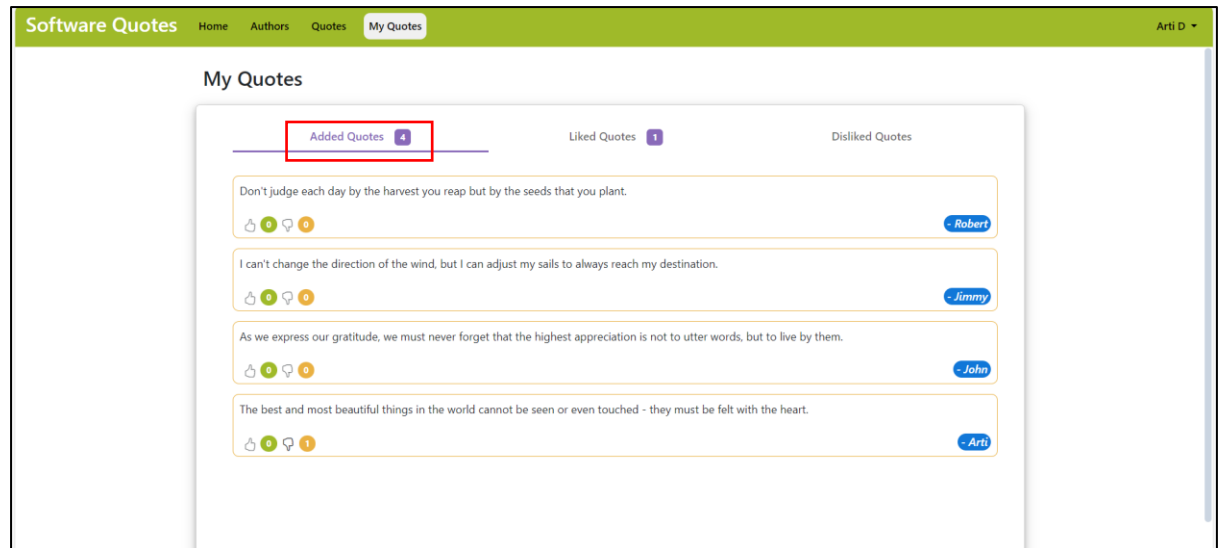 Software Quotes Home Authors Quotes My Quotes Arti D
My Quotes
Added Quotes 4 Liked Quotes 1 Disliked Quotes
Don't judge each day by the harvest you reap but by the seeds that you plant.
0 0 - Robert
I can't change the direction of the wind, but I can adjust my sails to always reach my destination.
0 0 - Jimmy
As we express our gratitude, we must never forget that the highest appreciation is not to utter words, but to live by them.
0 0 - John
The best and most beautiful things in the world cannot be seen or even touched - they must be felt with the heart.
0 1 - Arti